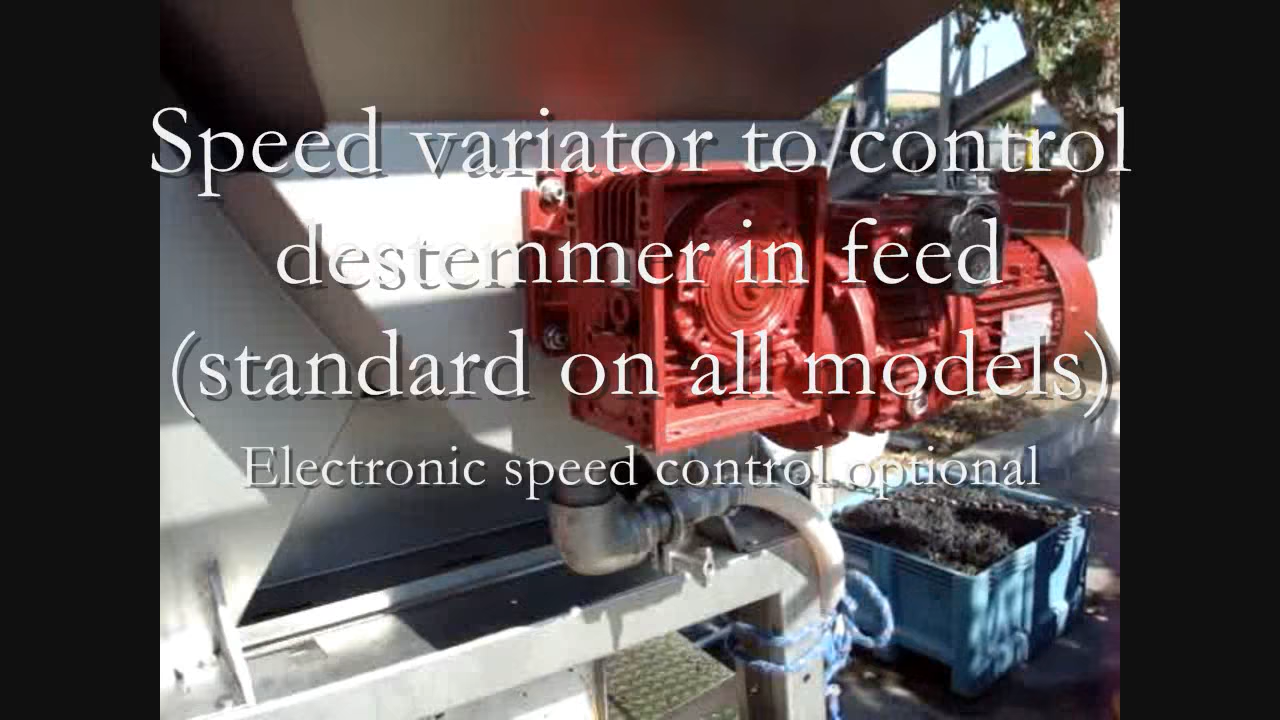 Speed variator to control
destemmer in feed
(standard on all models)
Electronic speed control optional